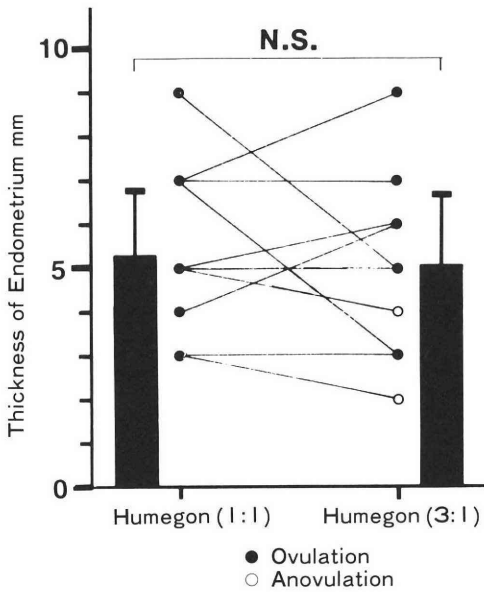 N.S.
10
5
0
Thickness of Endometrium mm
Humegon (1:1)
Humegon (3:1)
Ovulation
Anovulation